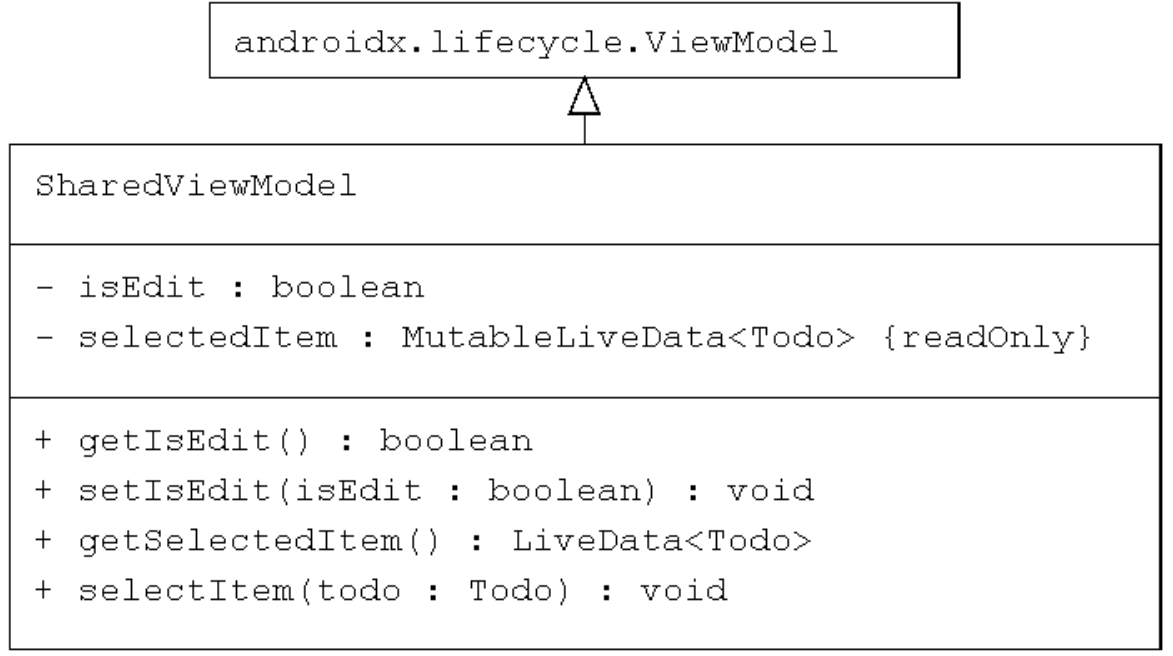 androidx.lifecycle.ViewModel
SharedViewModel
- isEdit : boolean
- selectedItem : MutableLiveData<Todo> {readOnly}
+ getIsEdit() : boolean
+ setIsEdit(isEdit : boolean) : void
+ getSelectedItem() : LiveData<Todo>
+ selectItem(todo : Todo) : void